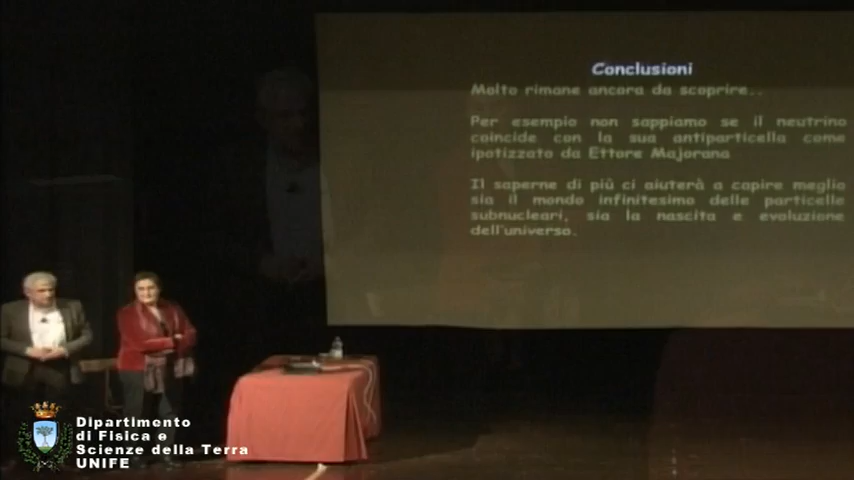 Conclusioni
Molto rimane ancora da scoprire..
Per esempio non sappiamo se il neutrino
coincide con la sua antiparticella come
ipotizzato da Ettore Majorana
Il saperne di più ci aiuterà a capire meglio
sia il mondo infinitesimo delle particelle
subnucleari, sia la nascita e evoluzione
dell'universo.
Dipartimento
di Fisica e
Scienze della Terra
UNIFE